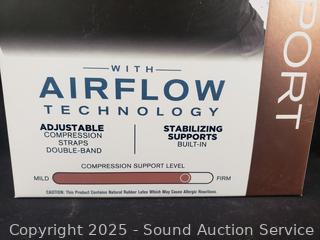 WITH
AIRFLOW
TECHNOLOGY
ADJUSTABLE
COMPRESSION
STRAPS
DOUBLE-BAND
STABILIZING
SUPPORTS
BUILT-IN
COMPRESSION SUPPORT LEVEL
MILD
FIRM
CAUTION: This Product Contains Natural Rubber Latex Which May Cause Allergic Reactions.
PORT
Copyright 2025 - Sound Auction Service